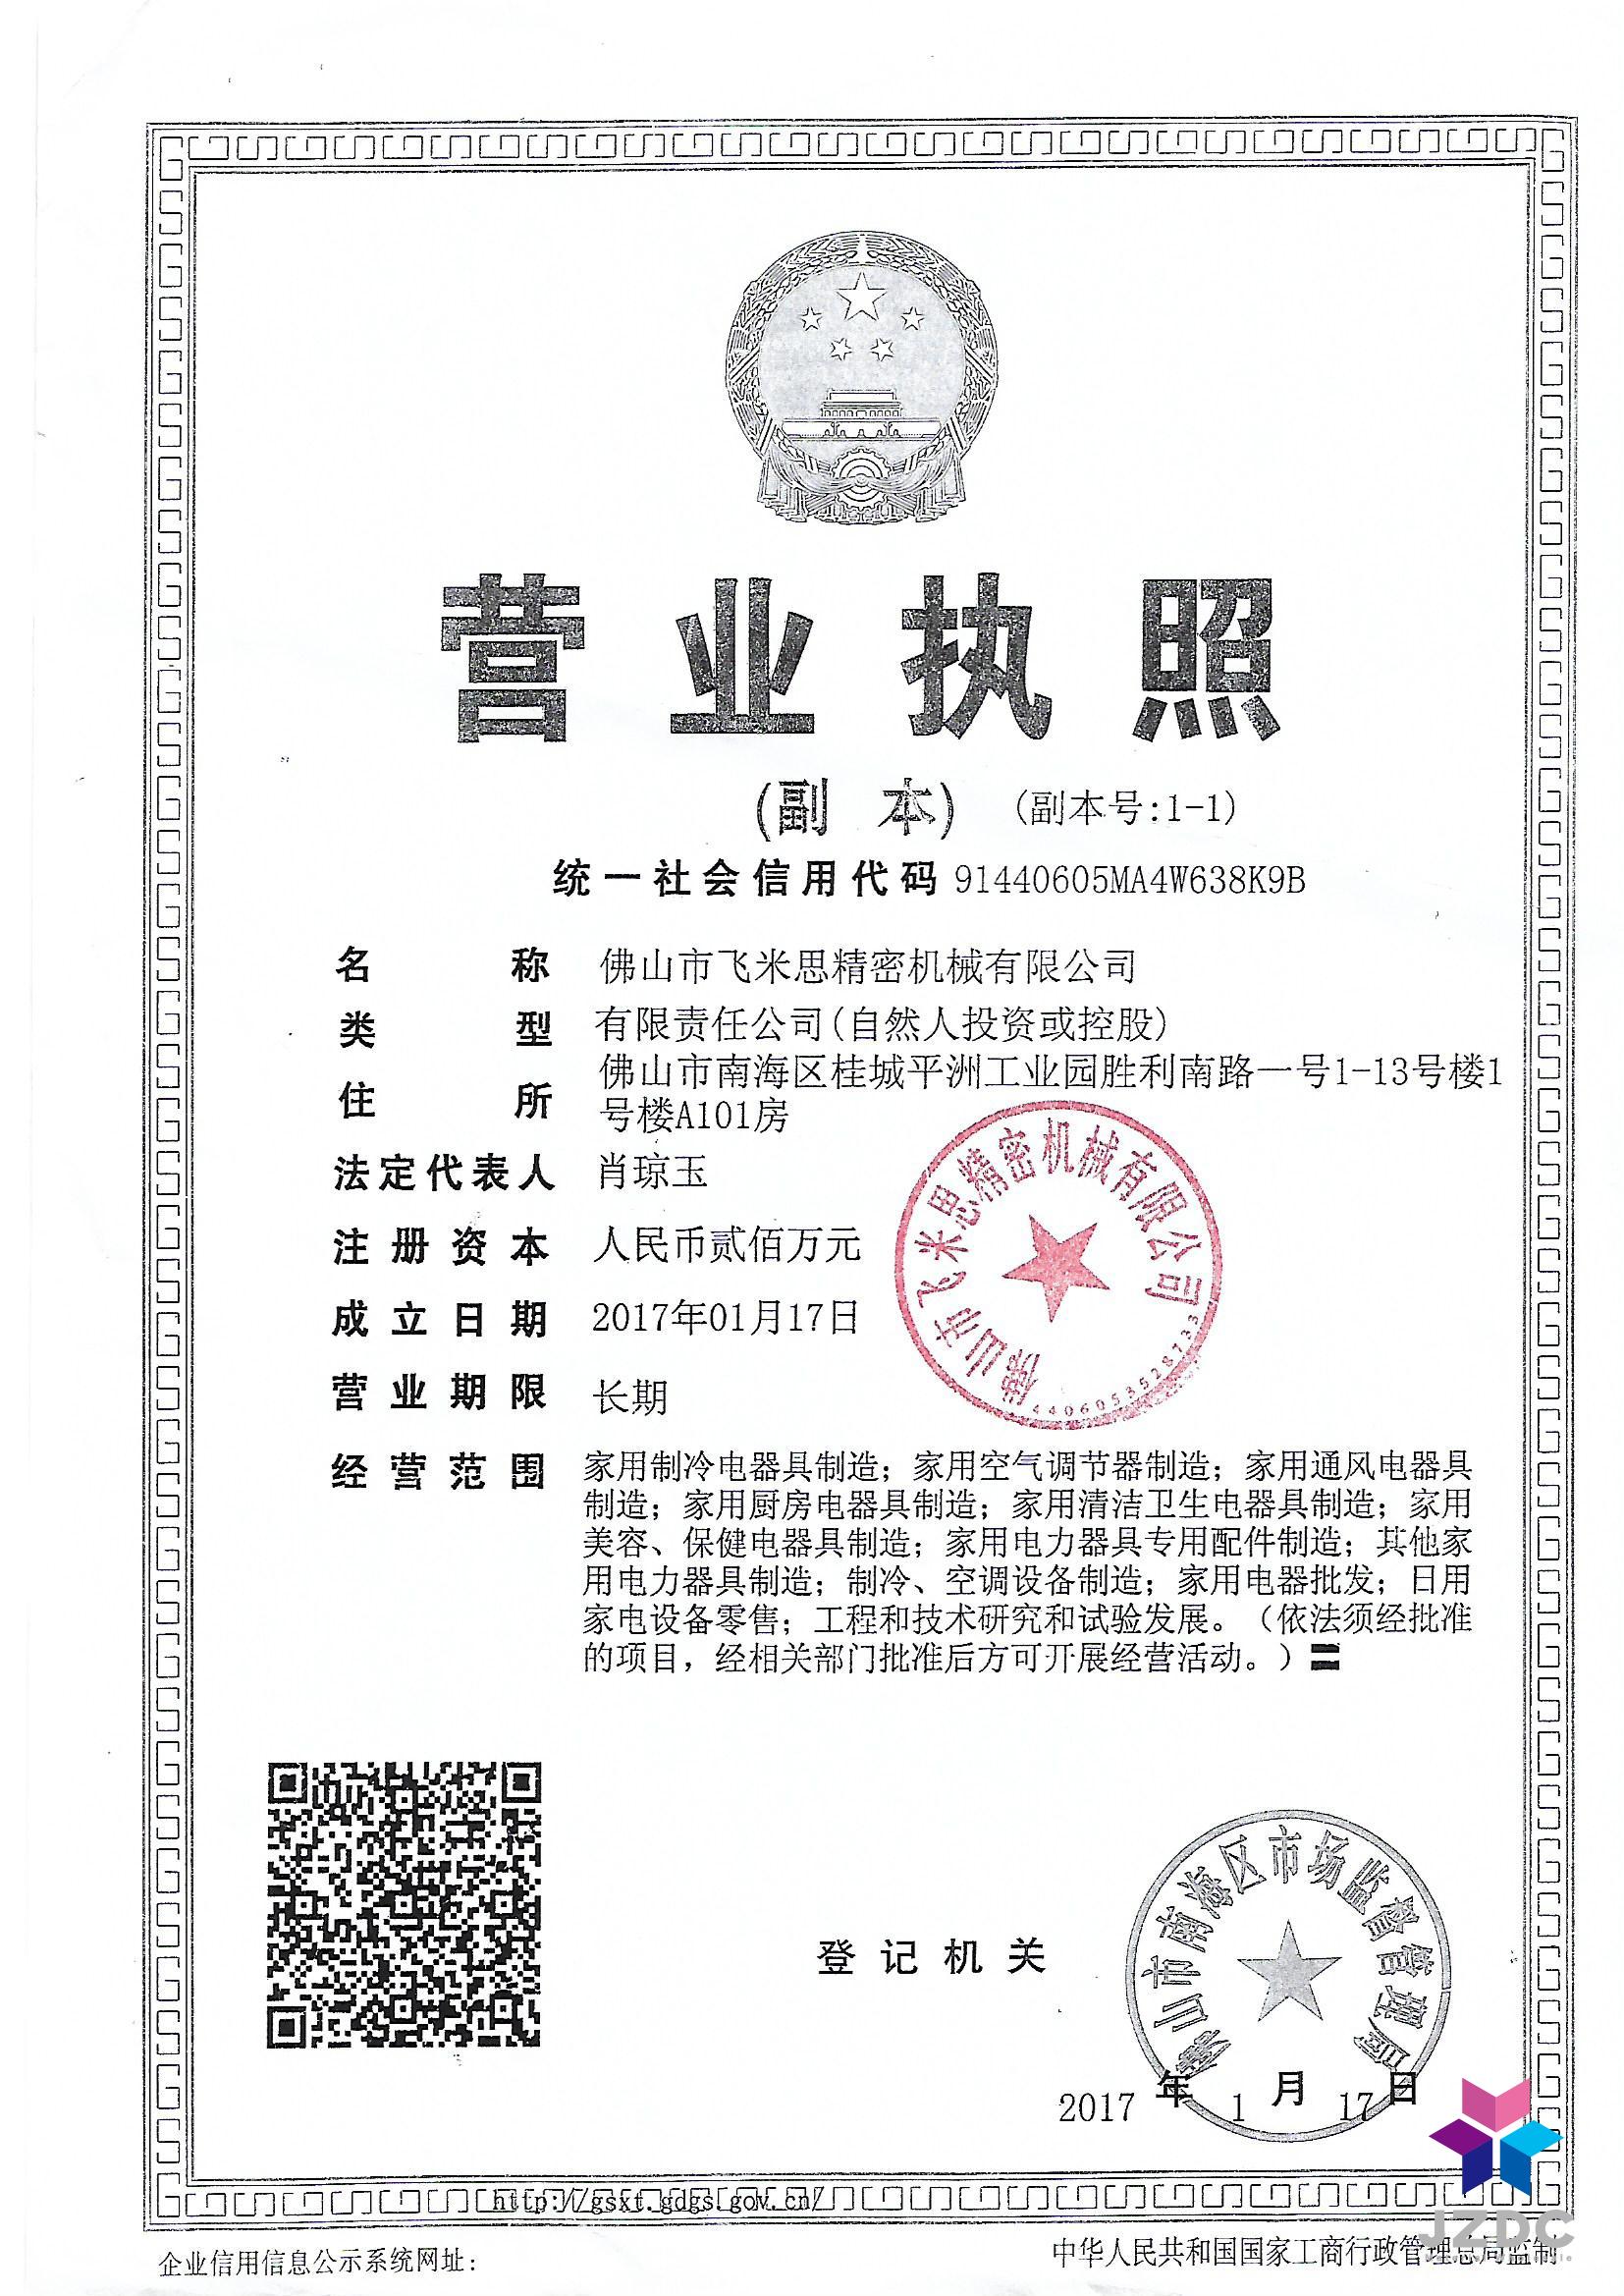 营业执照
(副 本) (副本号:1-1)
统一社会信用代码 91440605MA4W638K9B
名称 佛山市飞米思精密机械有限公司
类型 有限责任公司(自然人投资或控股)
住所 佛山市南海区桂城平洲工业园胜利南路一号1-13号楼1
号楼A101房
法定代表人 肖琼玉
注册资本 人民币贰佰万元
成立日期 2017年01月17日
营业期限 长期
佛山市飞米思精密机械有限公司
4406053528733
经营范围 家用制冷电器具制造；家用空气调节器制造；家用通风电器具
制造；家用厨房电器具制造；家用清洁卫生电器具制造；家用
美容、保健电器具制造；家用电力器具专用配件制造；其他家
用电力器具制造；制冷、空调设备制造；家用电器批发；日用
家电设备零售；工程和技术研究和试验发展。（依法须经批准
的项目，经相关部门批准后方可开展经营活动。）〓
登记机关
佛山市南海区市场监督管理局
2017 年 1 月 17 日
http://gsxt.gdgs.gov.cn/
企业信用信息公示系统网址：
中华人民共和国国家工商行政管理总局监制
JZDC